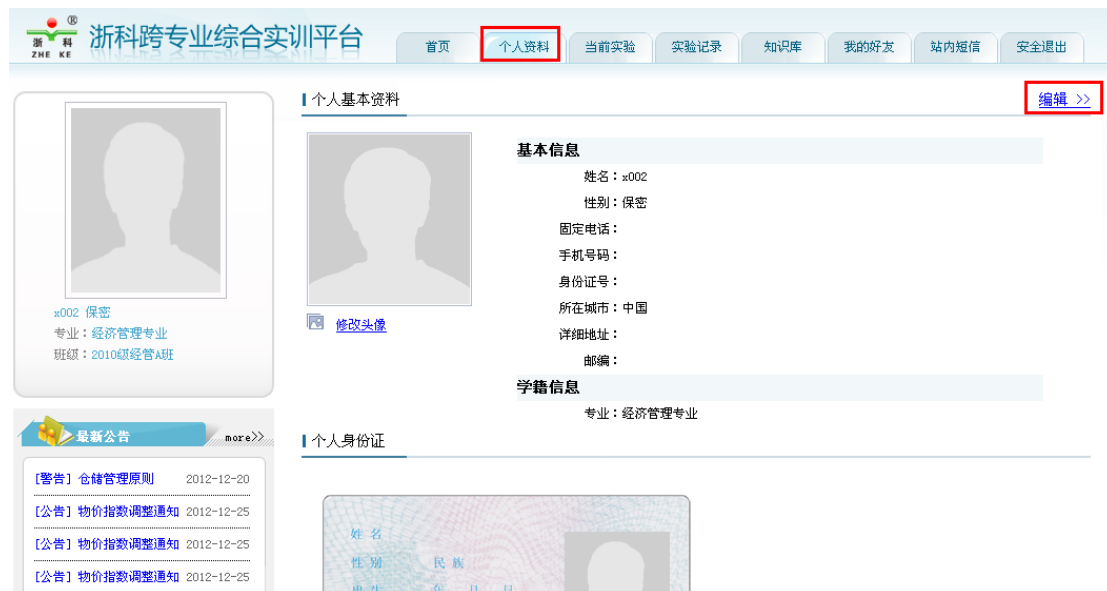 ®
浙 科
ZHE KE
浙科跨专业综合实训平台
首页 个人资料 当前实验 实验记录 知识库 我的好友 站内短信 安全退出
个人基本资料
编辑 >>
基本信息
姓名：x002
性别：保密
固定电话：
手机号码：
身份证号：
所在城市：中国
详细地址：
邮编：
学籍信息
专业：经济管理专业
修改头像
x002 保密
专业：经济管理专业
班级：2010级经管A班
最新公告 more>>
[警告] 仓储管理原则 2012-12-20
[公告] 物价指数调整通知 2012-12-25
[公告] 物价指数调整通知 2012-12-25
[公告] 物价指数调整通知 2012-12-25
个人身份证
姓 名
性 别 民 族
出 生 年 月 日